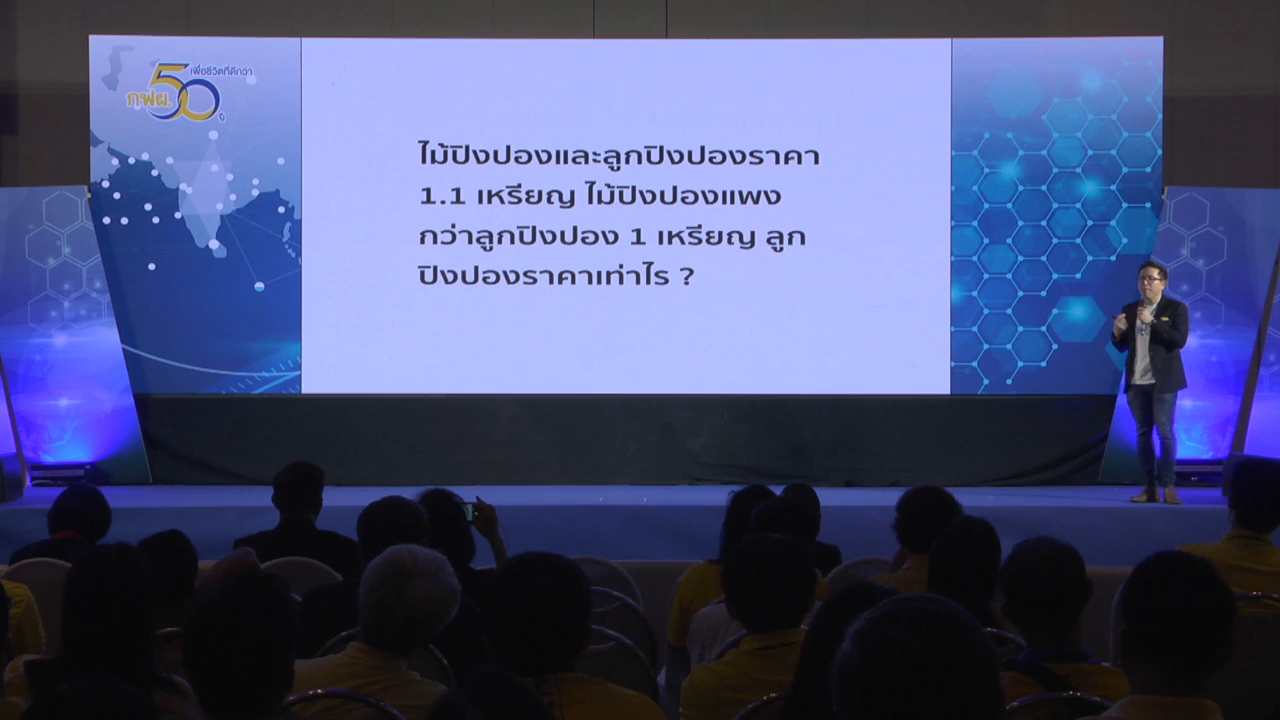 เพื่อชีวิตที่ดีกว่า
กฟผ. 50 ปี
ไม้ปิงปองและลูกปิงปองราคา
1.1 เหรียญ ไม้ปิงปองแพง
กว่าลูกปิงปอง 1 เหรียญ ลูก
ปิงปองราคาเท่าไร ?